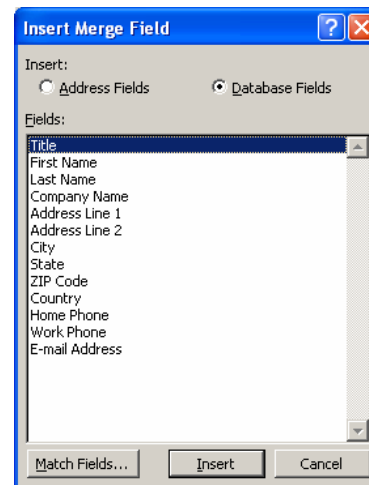 Insert Merge Field
Insert:
Address Fields Database Fields
Fields:
Title
First Name
Last Name
Company Name
Address Line 1
Address Line 2
City
State
ZIP Code
Country
Home Phone
Work Phone
E-mail Address
Match Fields... Insert Cancel